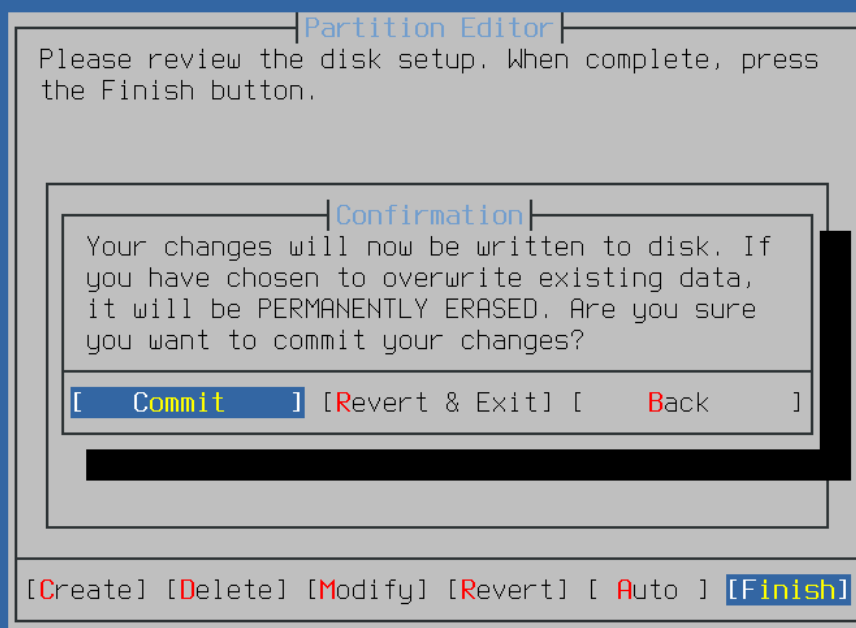 Partition Editor
Please review the disk setup. When complete, press
the Finish button.
Confirmation
Your changes will now be written to disk. If
you have chosen to overwrite existing data,
it will be PERMANENTLY ERASED. Are you sure
you want to commit your changes?
[ Commit ] [Revert & Exit] [ Back ]
[Create] [Delete] [Modify] [Revert] [ Auto ] [Finish]